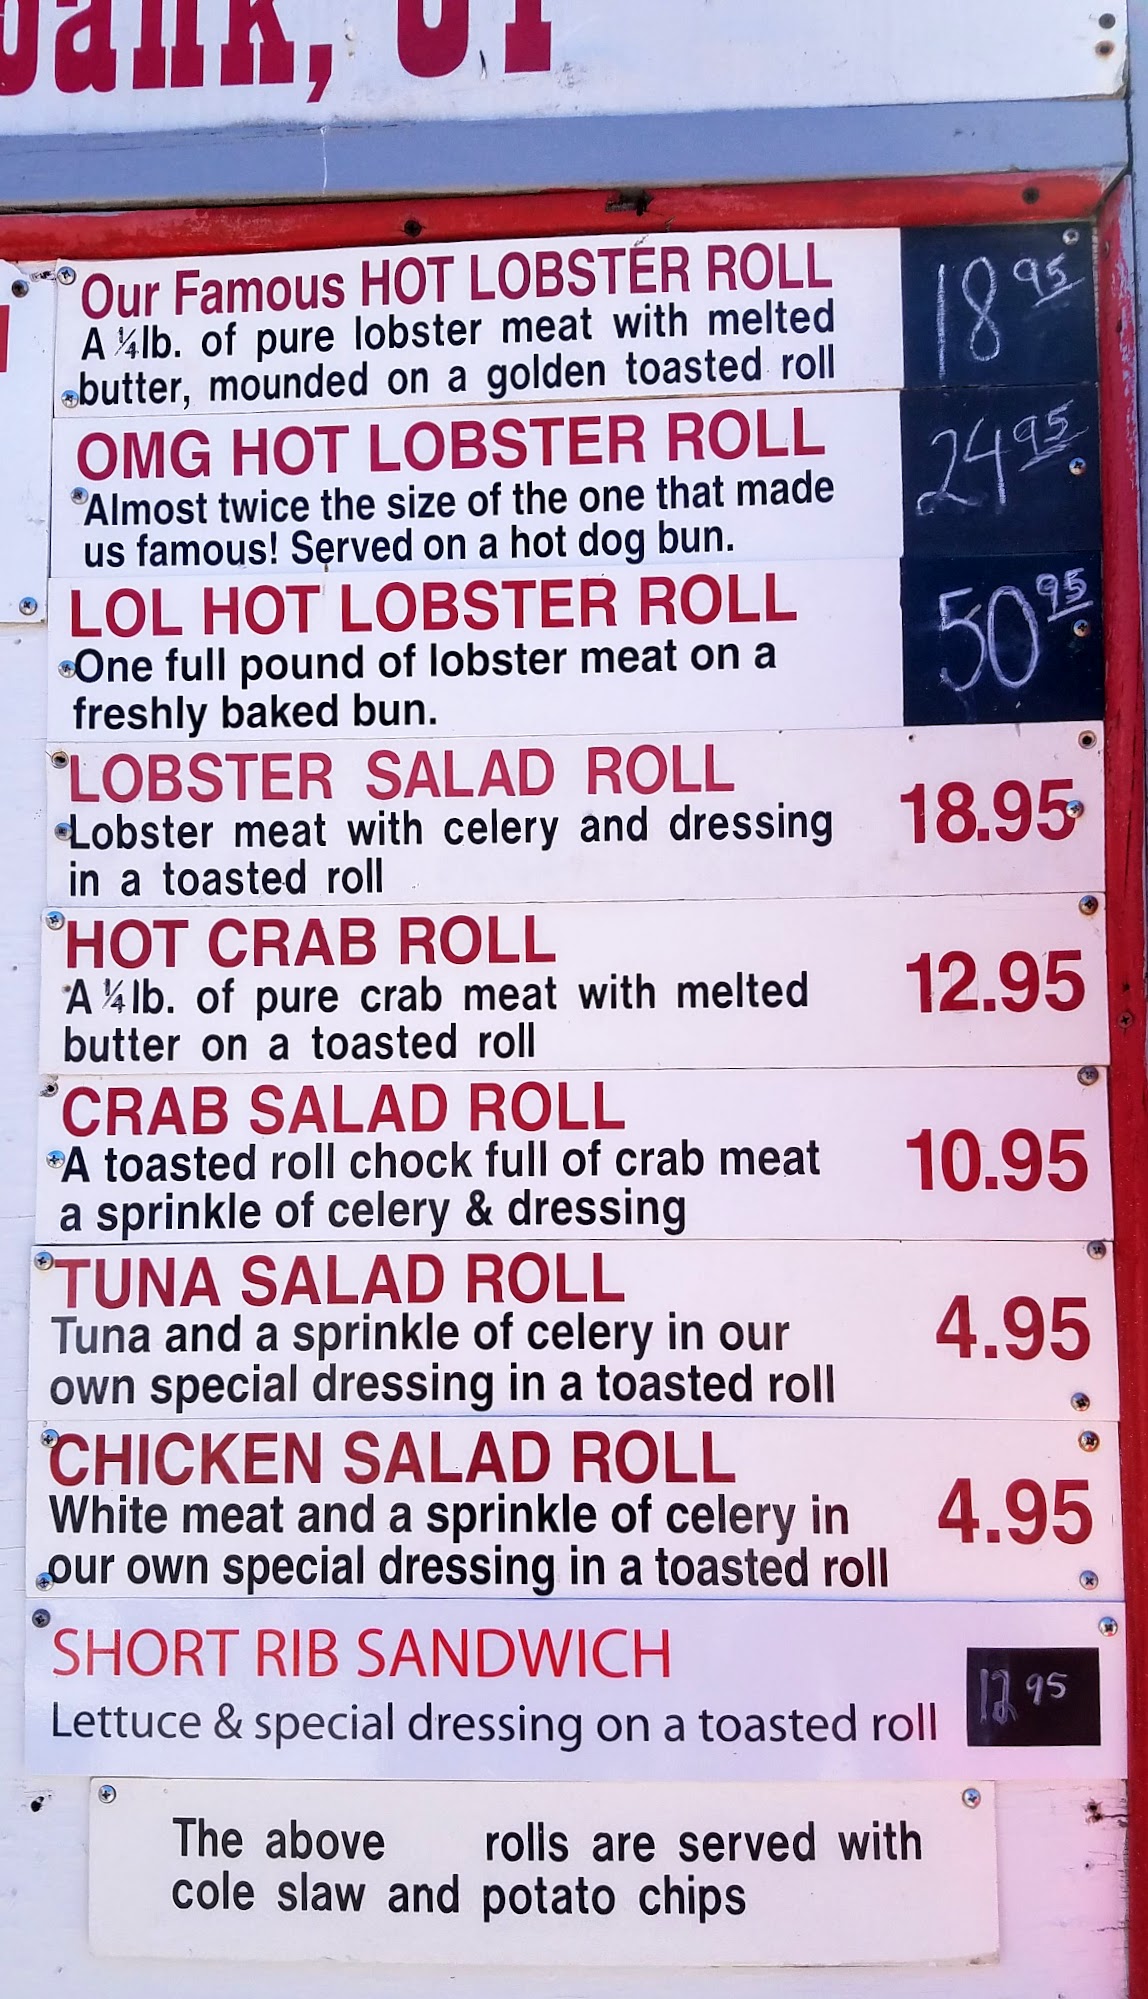 bank, CT
Our Famous HOT LOBSTER ROLL
18 95
A ¼lb. of pure lobster meat with melted
butter, mounded on a golden toasted roll
OMG HOT LOBSTER ROLL
24 95
Almost twice the size of the one that made
us famous! Served on a hot dog bun.
LOL HOT LOBSTER ROLL
50 95
One full pound of lobster meat on a
freshly baked bun.
LOBSTER SALAD ROLL
18.95
Lobster meat with celery and dressing
in a toasted roll
HOT CRAB ROLL
12.95
A ¼lb. of pure crab meat with melted
butter on a toasted roll
CRAB SALAD ROLL
10.95
A toasted roll chock full of crab meat
a sprinkle of celery & dressing
TUNA SALAD ROLL
4.95
Tuna and a sprinkle of celery in our
own special dressing in a toasted roll
CHICKEN SALAD ROLL
4.95
White meat and a sprinkle of celery in
our own special dressing in a toasted roll
SHORT RIB SANDWICH
12 95
Lettuce & special dressing on a toasted roll
The above rolls are served with
cole slaw and potato chips